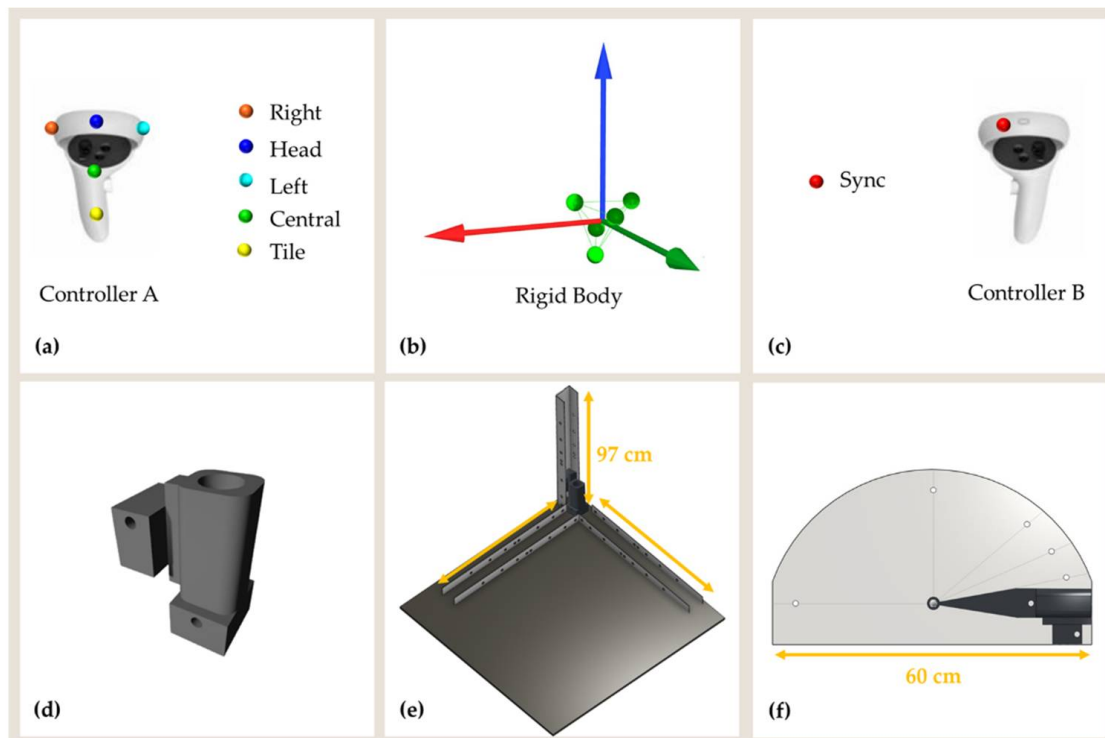 Right
Head
Left
Central
Tile
Controller A
(a)
Rigid Body
(b)
Sync
Controller B
(c)
(d)
97 cm
(e)
60 cm
(f)